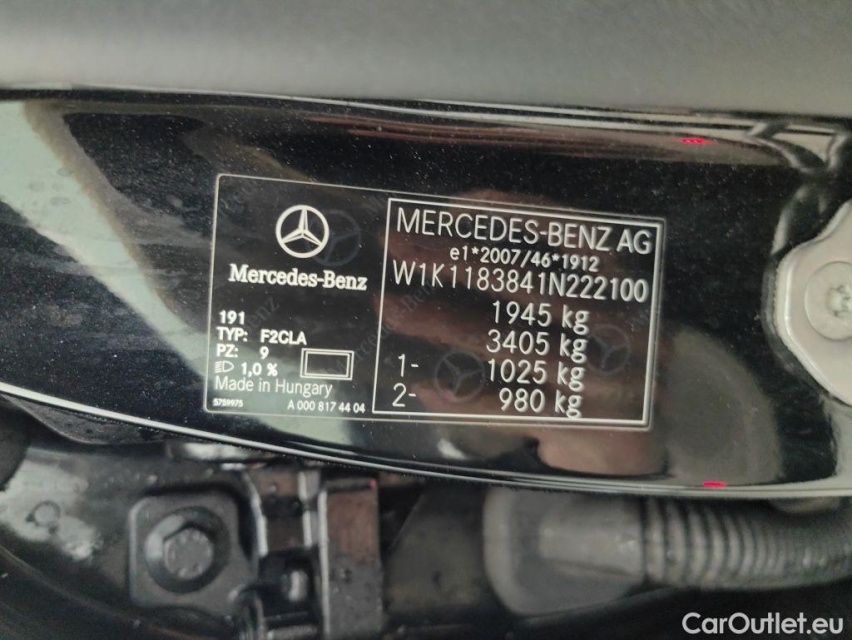 Mercedes-Benz
191
TYP: F2CLA
PZ: 9
1,0 %
Made in Hungary
5759975
A 000 817 44 04
MERCEDES-BENZ AG
e1*2007/46*1912
W1K1183841N222100
1945 kg
3405 kg
1- 1025 kg
2- 980 kg
CarOutlet.eu